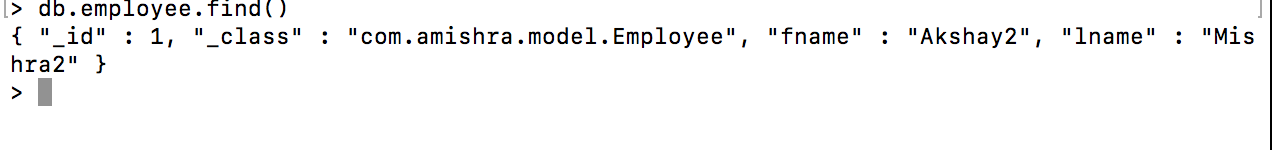 > db.employee.find()
{ "_id" : 1, "_class" : "com.amishra.model.Employee", "fname" : "Akshay2", "lname" : "Mis
hra2" }
>